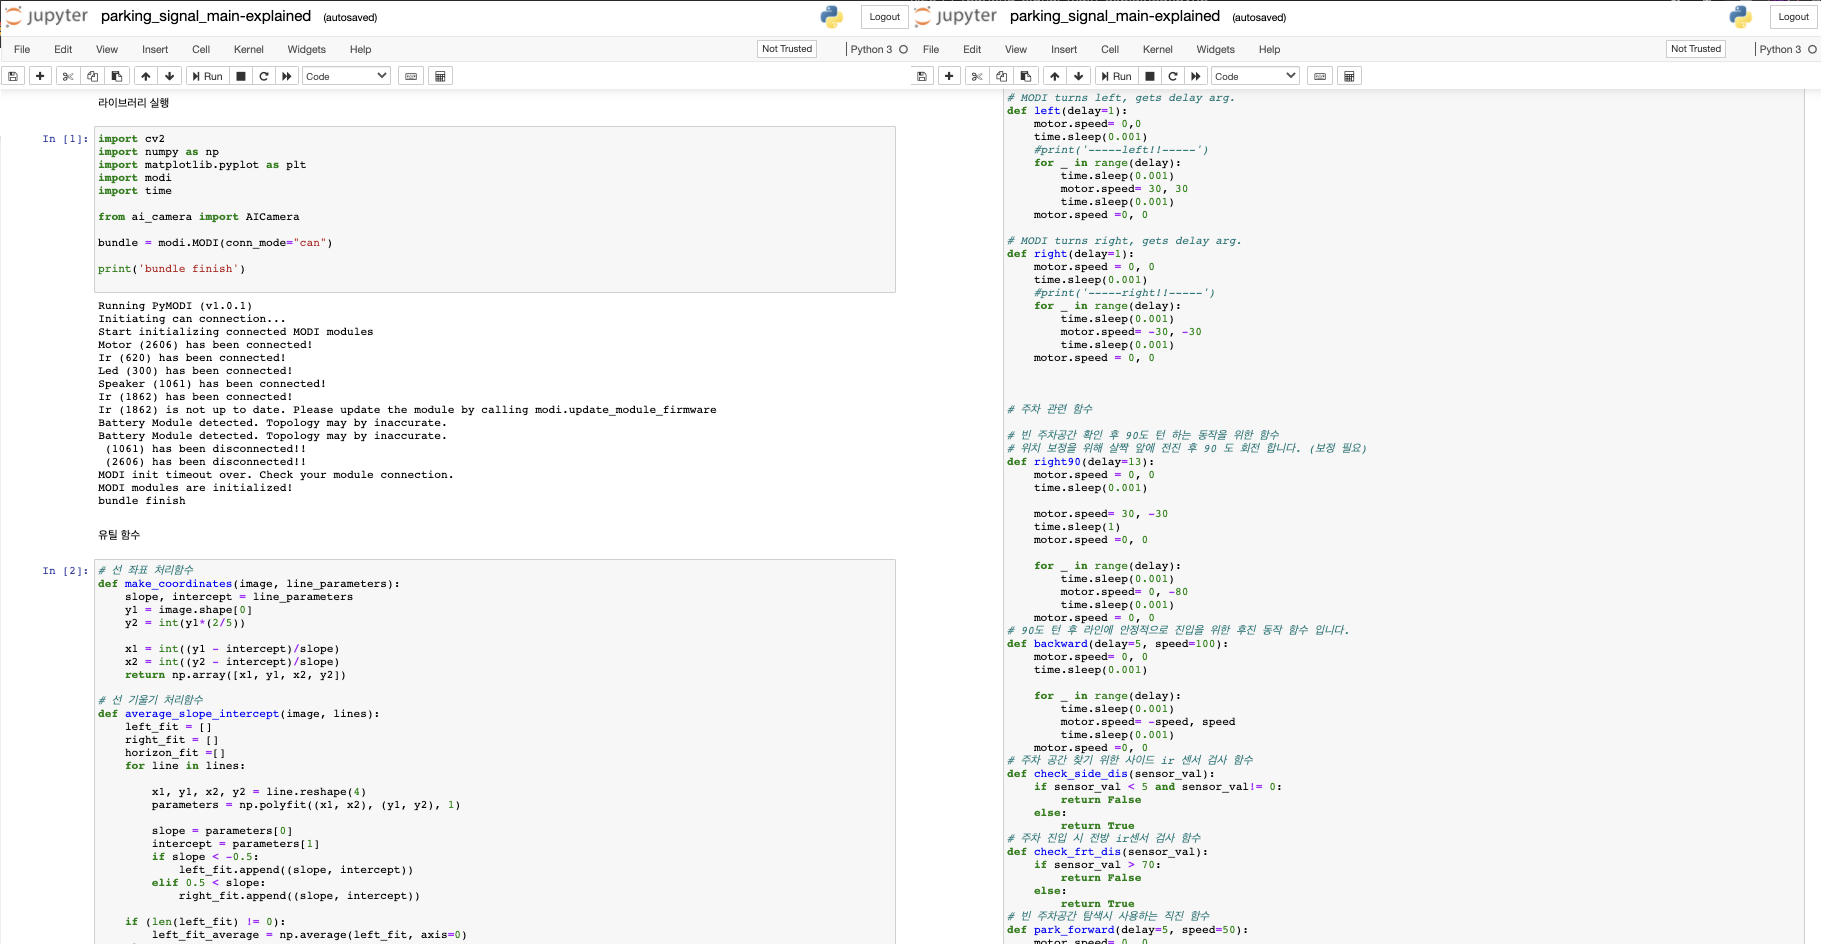 jupyter parking_signal_main-explained (autosaved)
Logout
File Edit View Insert Cell Kernel Widgets Help
Not Trusted
Python 3
Run
Code
라이브러리 실행
In [1]:
import cv2
import numpy as np
import matplotlib.pyplot as plt
import modi
import time
from ai_camera import AICamera
bundle = modi.MODI(conn_mode="can")
print('bundle finish')
Running PyMODI (v1.0.1)
Initiating can connection...
Start initializing connected MODI modules
Motor (2606) has been connected!
Ir (620) has been connected!
Led (300) has been connected!
Speaker (1061) has been connected!
Ir (1862) has been connected!
Ir (1862) is not up to date. Please update the module by calling modi.update_module_firmware
Battery Module detected. Topology may by inaccurate.
Battery Module detected. Topology may by inaccurate.
(1061) has been disconnected!!
(2606) has been disconnected!!
MODI init timeout over. Check your module connection.
MODI modules are initialized!
bundle finish
유틸 함수
In [2]:
# 선 좌표 처리함수
def make_coordinates(image, line_parameters):
slope, intercept = line_parameters
y1 = image.shape[0]
y2 = int(y1*(2/5))
x1 = int((y1 - intercept)/slope)
x2 = int((y2 - intercept)/slope)
return np.array([x1, y1, x2, y2])
# 선 기울기 처리함수
def average_slope_intercept(image, lines):
left_fit = []
right_fit = []
horizon_fit =[]
for line in lines:
x1, y1, x2, y2 = line.reshape(4)
parameters = np.polyfit((x1, x2), (y1, y2), 1)
slope = parameters[0]
intercept = parameters[1]
if slope < -0.5:
left_fit.append((slope, intercept))
elif 0.5 < slope:
right_fit.append((slope, intercept))
if (len(left_fit) != 0):
left_fit_average = np.average(left_fit, axis=0)
jupyter parking_signal_main-explained (autosaved)
Logout
File Edit View Insert Cell Kernel Widgets Help
Not Trusted
Python 3
Run
Code
# MODI turns left, gets delay arg.
def left(delay=1):
motor.speed= 0,0
time.sleep(0.001)
#print('-----left!!-----')
for _ in range(delay):
time.sleep(0.001)
motor.speed= 30, 30
time.sleep(0.001)
motor.speed =0, 0
# MODI turns right, gets delay arg.
def right(delay=1):
motor.speed = 0, 0
time.sleep(0.001)
#print('-----right!!-----')
for _ in range(delay):
time.sleep(0.001)
motor.speed= -30, -30
time.sleep(0.001)
motor.speed = 0, 0
# 주차 관련 함수
# 빈 주차공간 확인 후 90도 턴 하는 동작을 위한 함수
# 위치 보정을 위해 살짝 앞에 전진 후 90 도 회전 합니다. (보정 필요)
def right90(delay=13):
motor.speed = 0, 0
time.sleep(0.001)
motor.speed= 30, -30
time.sleep(1)
motor.speed =0, 0
for _ in range(delay):
time.sleep(0.001)
motor.speed= 0, -80
time.sleep(0.001)
motor.speed = 0, 0
# 90도 턴 후 라인에 안정적으로 진입을 위한 후진 동작 함수 입니다.
def backward(delay=5, speed=100):
motor.speed= 0, 0
time.sleep(0.001)
for _ in range(delay):
time.sleep(0.001)
motor.speed= -speed, speed
time.sleep(0.001)
motor.speed =0, 0
# 주차 공간 찾기 위한 사이드 ir 센서 검사 함수
def check_side_dis(sensor_val):
if sensor_val < 5 and sensor_val!= 0:
return False
else:
return True
# 주차 진입 시 전방 ir센서 검사 함수
def check_frt_dis(sensor_val):
if sensor_val > 70:
return False
else:
return True
# 빈 주차공간 탐색시 사용하는 직진 함수
def park_forward(delay=5, speed=50):
motor.speed= 0, 0